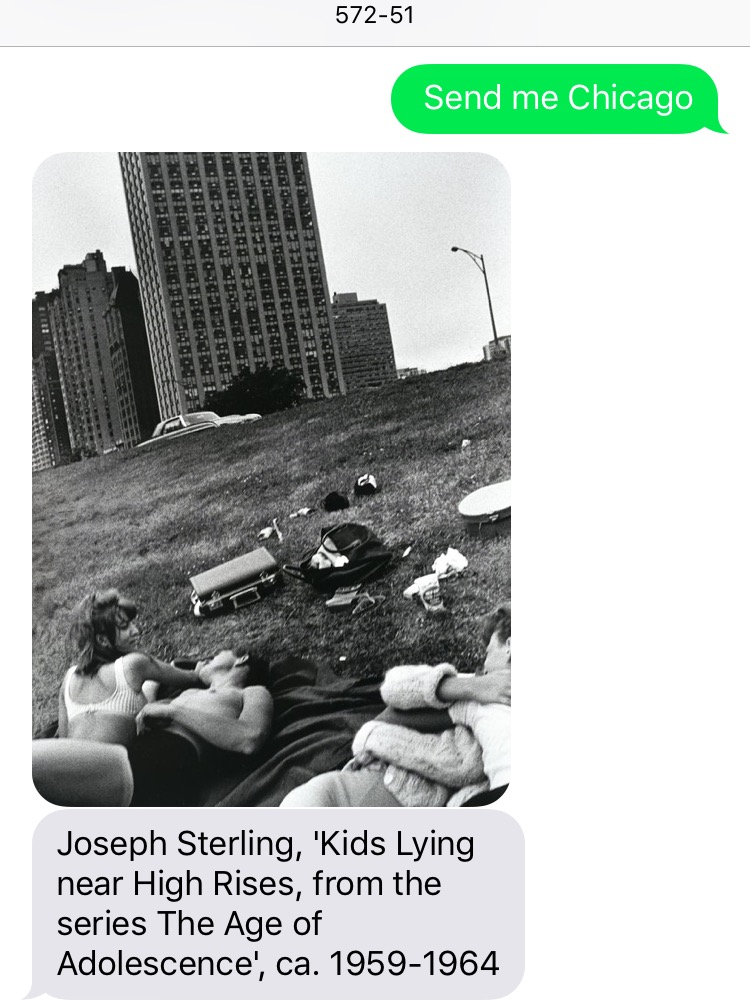 572-51
Send me Chicago
Joseph Sterling, 'Kids Lying
near High Rises, from the
series The Age of
Adolescence', ca. 1959-1964